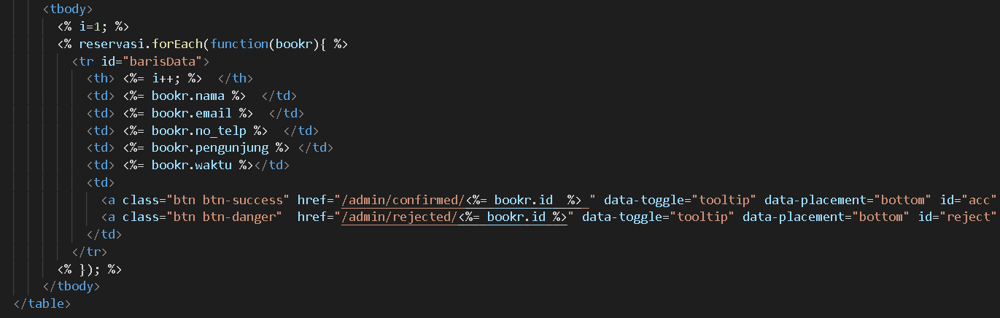 <tbody>
<% i=1; %>
<% reservasi.forEach(function(bookr){ %>
<tr id="barisData">
<th> <%= i++; %>  </th>
<td> <%= bookr.nama %>  </td>
<td> <%= bookr.email %>  </td>
<td> <%= bookr.no_telp %>  </td>
<td> <%= bookr.pengunjung %> </td>
<td> <%= bookr.waktu %></td>
<td>
<a class="btn btn-success" href="/admin/confirmed/<%= bookr.id  %> " data-toggle="tooltip" data-placement="bottom" id="acc"
<a class="btn btn-danger"  href="/admin/rejected/<%= bookr.id %>" data-toggle="tooltip" data-placement="bottom" id="reject"
</td>
</tr>
<% }); %>
</tbody>
</table>